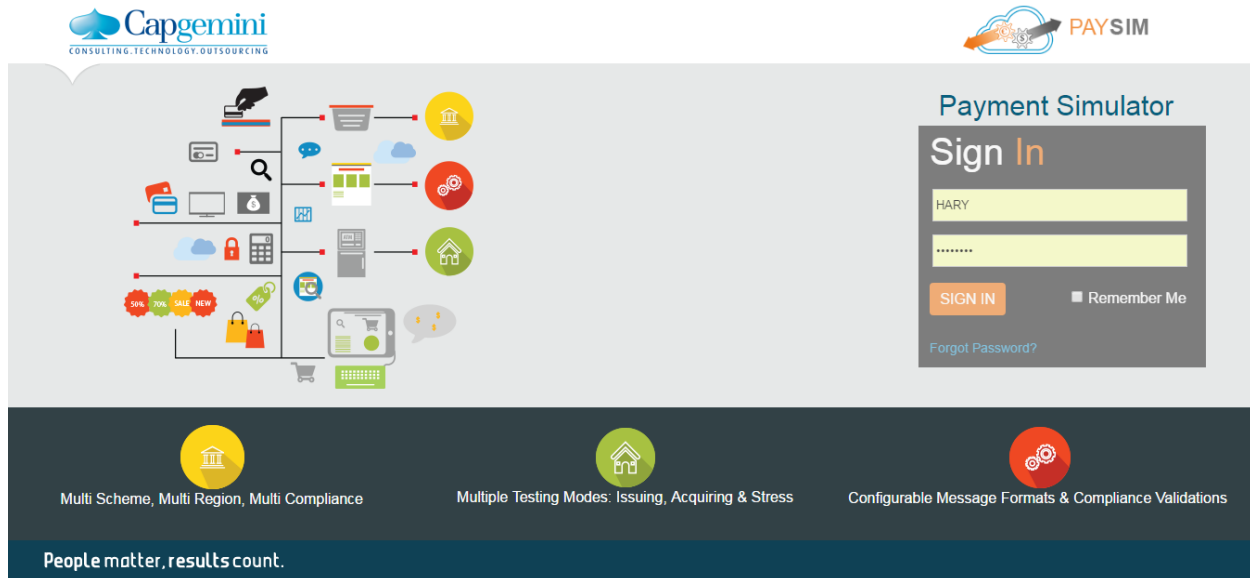 Capgemini
CONSULTING.TECHNOLOGY.OUTSOURCING
PAYSIM
Payment Simulator
Sign In
HARY
••••••••
SIGN IN
Remember Me
Forgot Password?
50%
70%
SALE
NEW
%
Multi Scheme, Multi Region, Multi Compliance
Multiple Testing Modes: Issuing, Acquiring & Stress
Configurable Message Formats & Compliance Validations
People matter, results count.